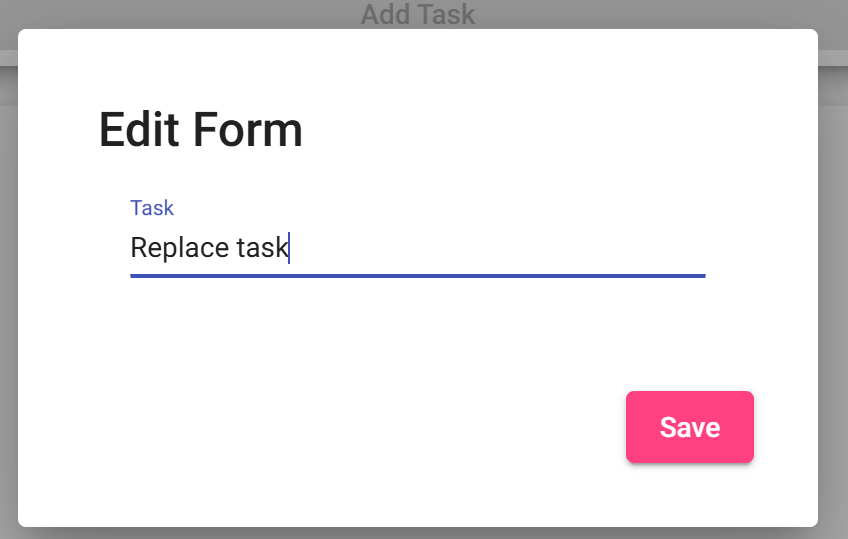 Add Task
Edit Form
Task
Replace task
Save